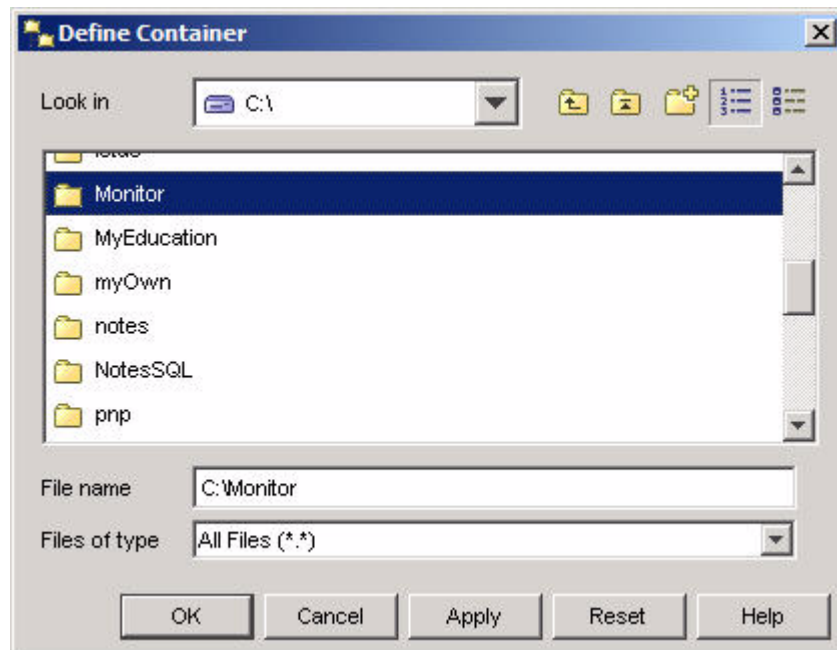 Define Container
Look in
C:\
Monitor
MyEducation
myOwn
notes
NotesSQL
pnp
File name
C:\Monitor
Files of type
All Files (*.*)
OK
Cancel
Apply
Reset
Help